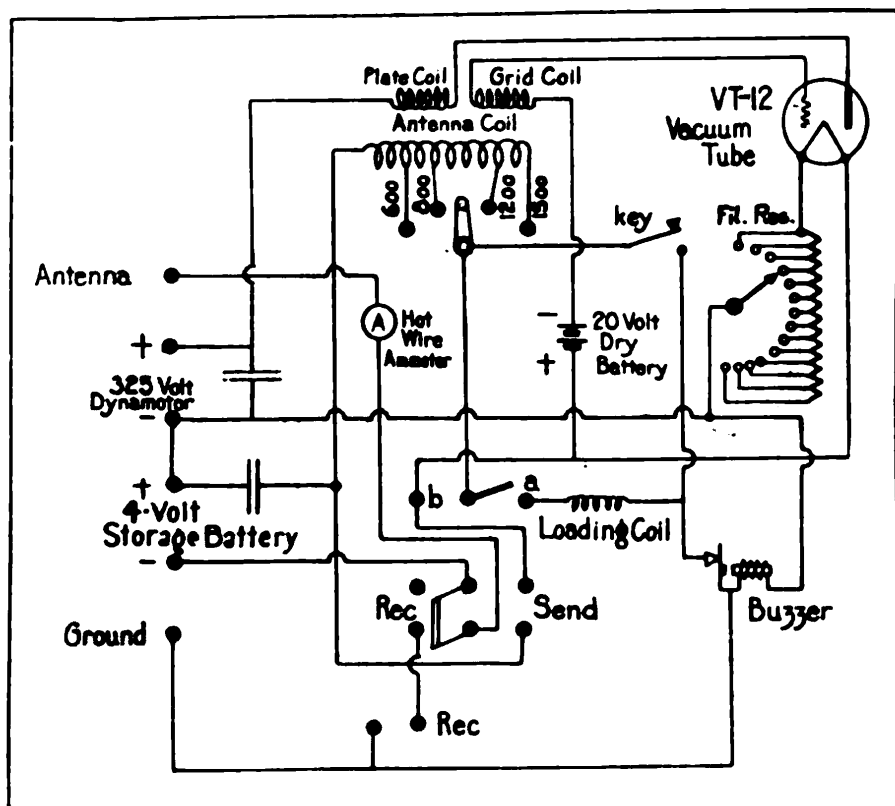 Plate Coil
Grid Coil
Antenna Coil
VT-12
Vacuum
Tube
600
800
1200
1500
key
Fil. Res.
Antenna
A
Hot
Wire
Ammeter
-
20 Volt
Dry
+
Battery
+
325 Volt
Dynamotor
-
+
4-Volt
Storage Battery
-
b
a
Loading Coil
Buzzer
Rec
Send
Ground
Rec